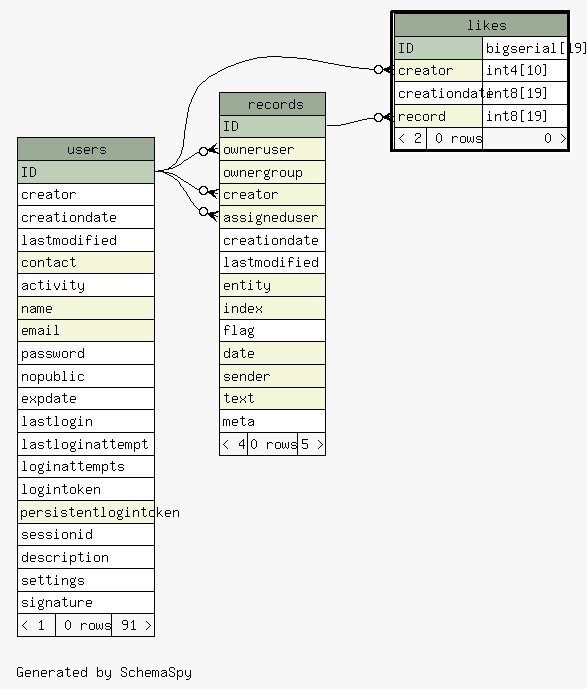 likes
ID bigserial[19]
creator int4[10]
creationdate int8[19]
record int8[19]
< 2 0 rows 0 >
records
ID
owneruser
ownergroup
creator
assigneduser
creationdate
lastmodified
entity
index
flag
date
sender
text
meta
< 4 0 rows 5 >
users
ID
creator
creationdate
lastmodified
contact
activity
name
email
password
nopublic
expdate
lastlogin
lastloginattempt
loginattempts
logintoken
persistentlogintoken
sessionid
description
settings
signature
< 1 0 rows 91 >
Generated by SchemaSpy